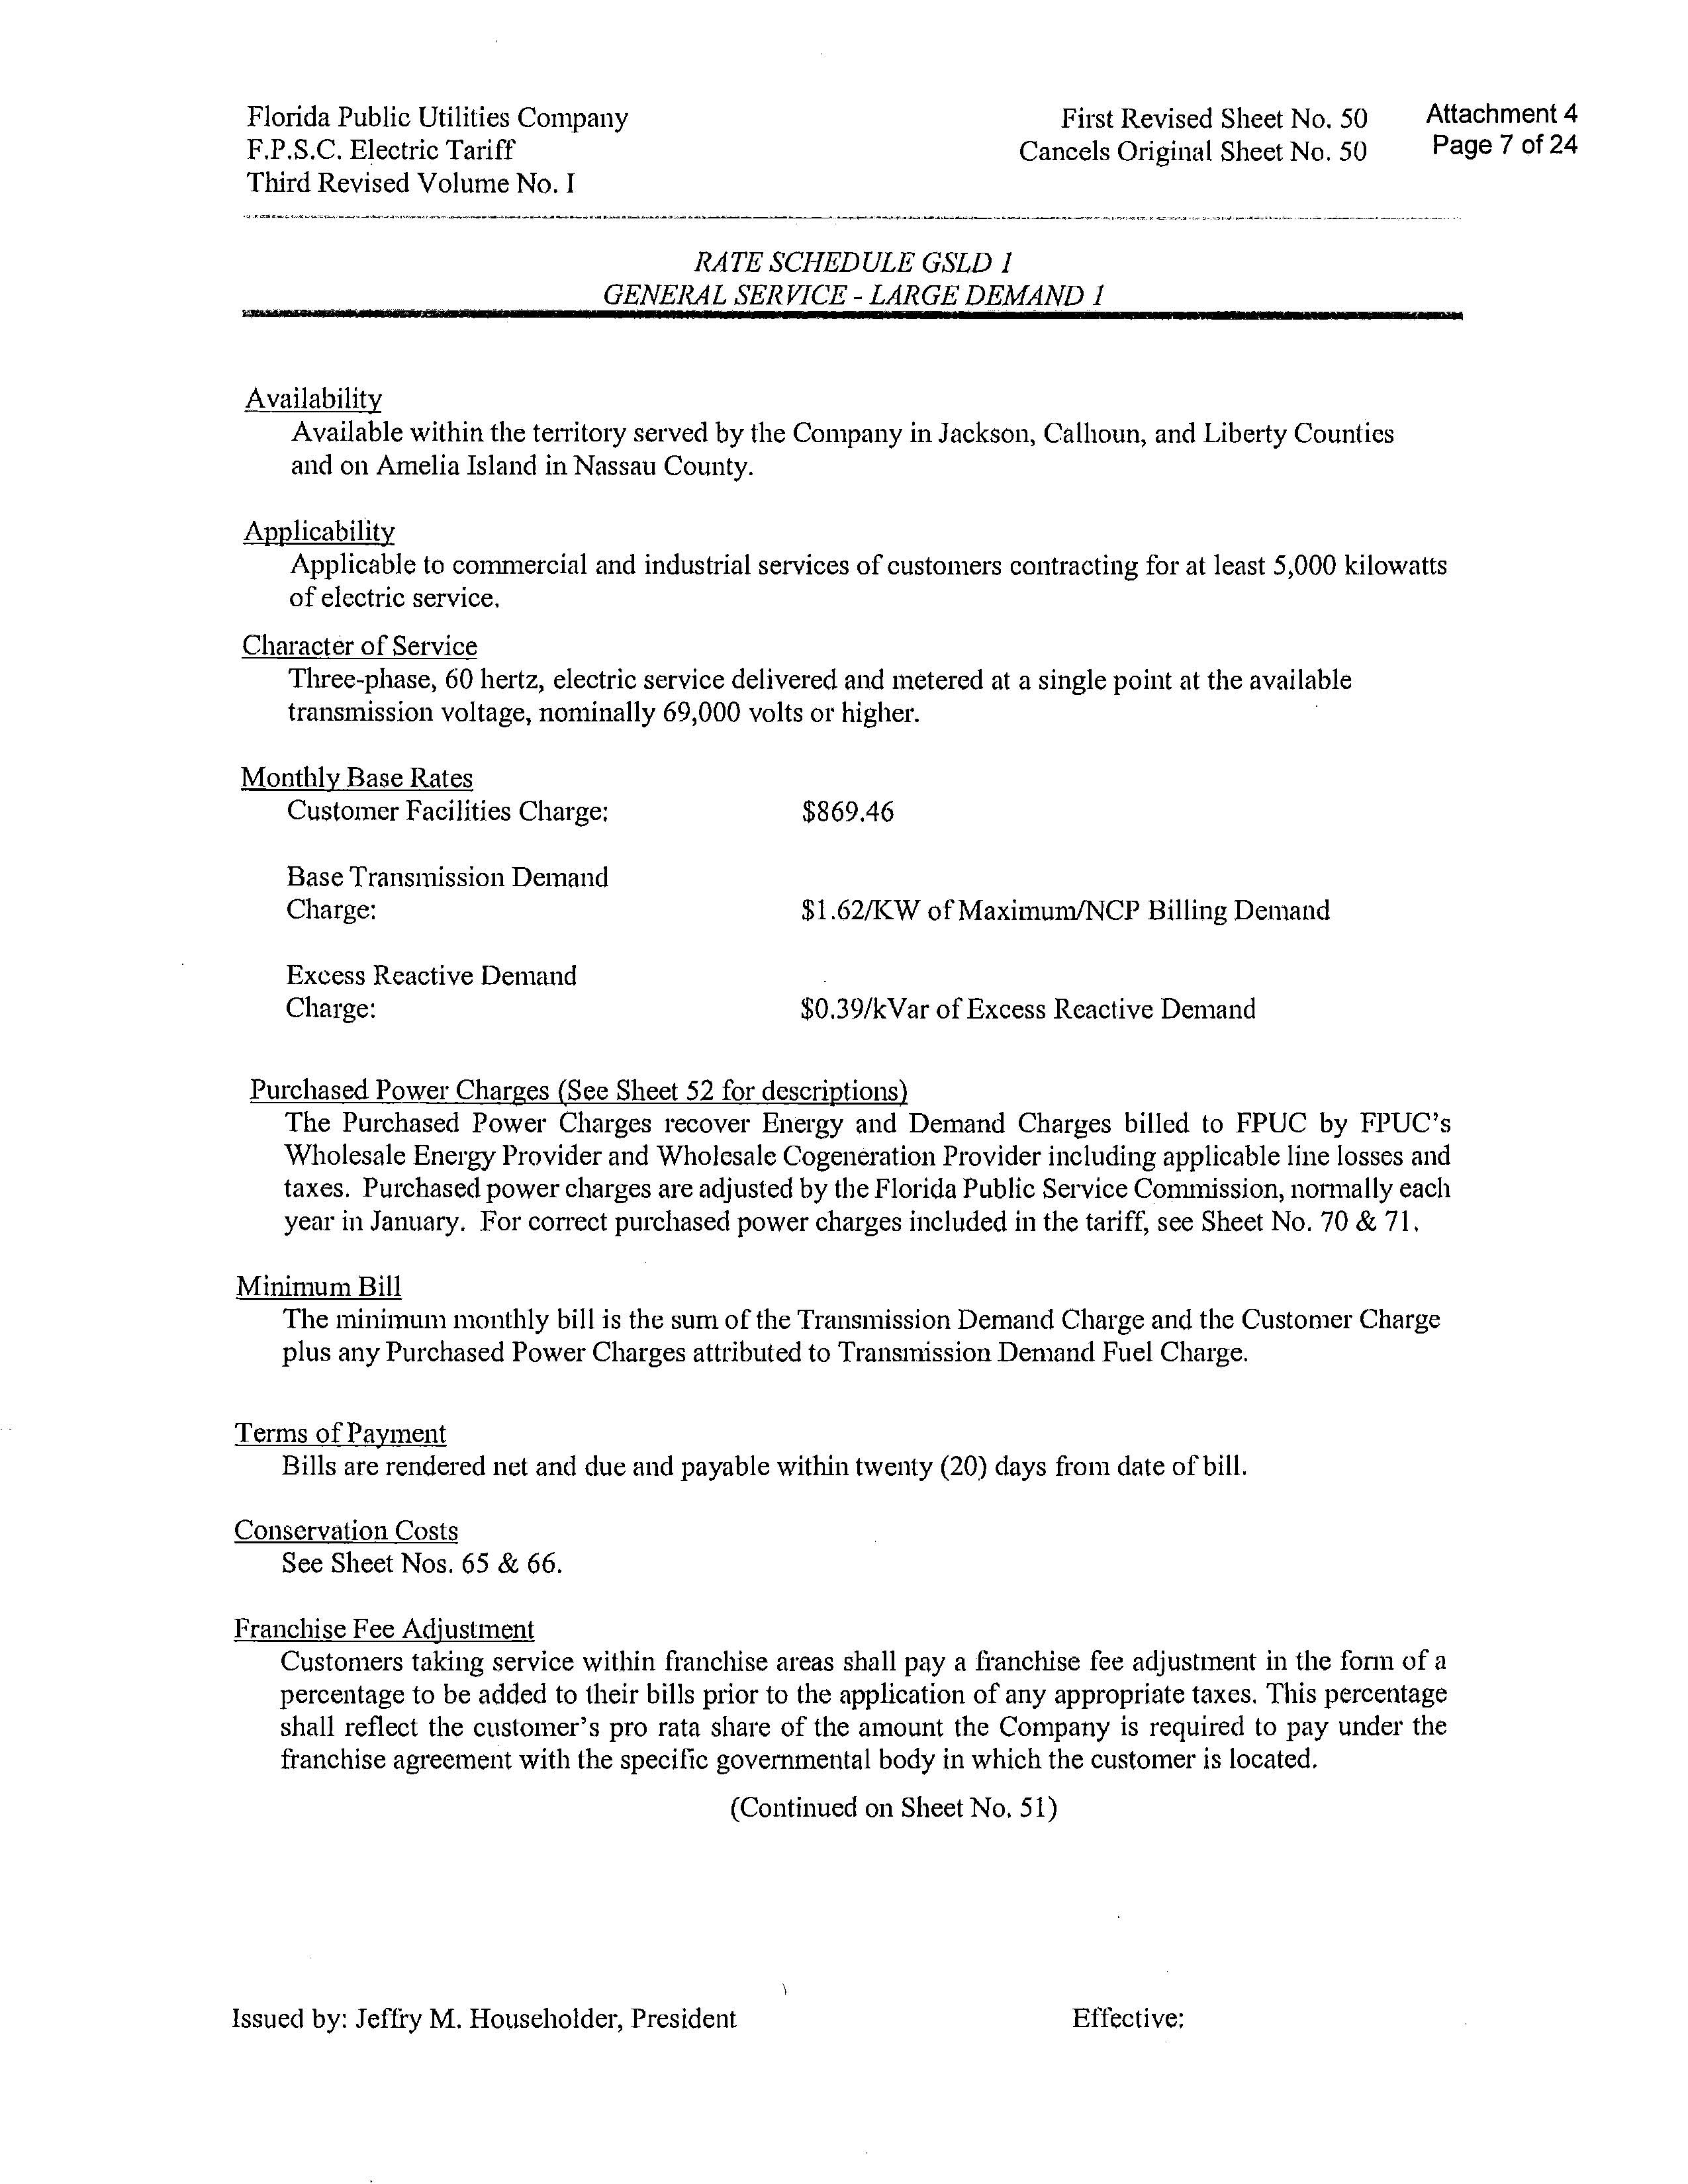 Florida Public Utilities Company
F.P.S.C. Electric Tariff
Third Revised Volume No. I
First Revised Sheet No. 50
Cancels Original Sheet No. 50
Attachment 4
Page 7 of 24
RATE SCHEDULE GSLD 1
GENERAL SERVICE - LARGE DEMAND 1
Availability
Available within the territory served by the Company in Jackson, Calhoun, and Liberty Counties
and on Amelia Island in Nassau County.
Applicability
Applicable to commercial and industrial services of customers contracting for at least 5,000 kilowatts
of electric service.
Character of Service
Three-phase, 60 hertz, electric service delivered and metered at a single point at the available
transmission voltage, nominally 69,000 volts or higher.
Monthly Base Rates
Customer Facilities Charge: $869.46
Base Transmission Demand
Charge: $1.62/KW of Maximum/NCP Billing Demand
Excess Reactive Demand
Charge: $0.39/kVar of Excess Reactive Demand
Purchased Power Charges (See Sheet 52 for descriptions)
The Purchased Power Charges recover Energy and Demand Charges billed to FPUC by FPUC's
Wholesale Energy Provider and Wholesale Cogeneration Provider including applicable line losses and
taxes. Purchased power charges are adjusted by the Florida Public Service Commission, normally each
year in January. For correct purchased power charges included in the tariff, see Sheet No. 70 & 71.
Minimum Bill
The minimum monthly bill is the sum of the Transmission Demand Charge and the Customer Charge
plus any Purchased Power Charges attributed to Transmission Demand Fuel Charge.
Terms of Payment
Bills are rendered net and due and payable within twenty (20) days from date of bill.
Conservation Costs
See Sheet Nos. 65 & 66.
Franchise Fee Adjustment
Customers taking service within franchise areas shall pay a franchise fee adjustment in the form of a
percentage to be added to their bills prior to the application of any appropriate taxes. This percentage
shall reflect the customer's pro rata share of the amount the Company is required to pay under the
franchise agreement with the specific governmental body in which the customer is located.
(Continued on Sheet No. 51)
Issued by: Jeffry M. Householder, President
Effective: